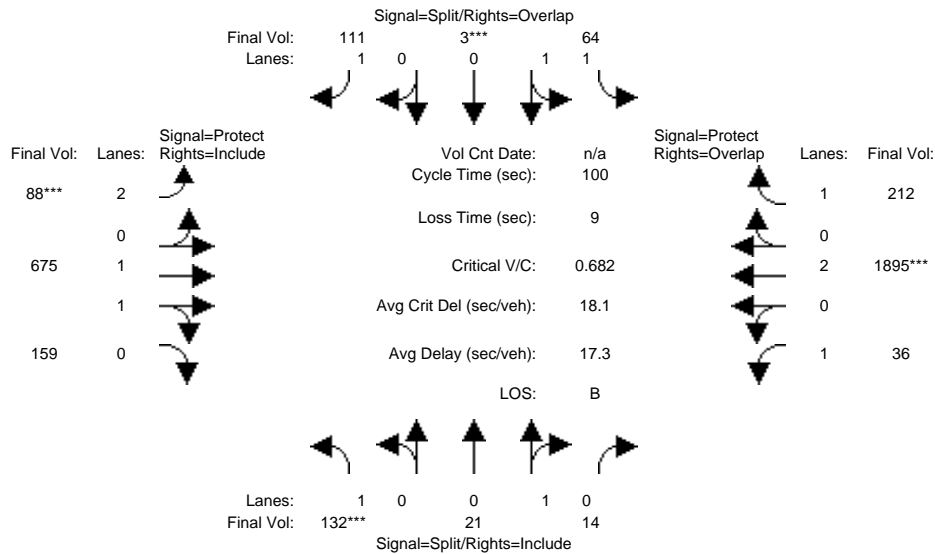 Signal=Split/Rights=Overlap
Final Vol: 111 3*** 64
Lanes: 1 0 0 1 1
Signal=Protect
Final Vol: Lanes: Rights=Include
Vol Cnt Date: n/a
Signal=Protect
Rights=Overlap Lanes: Final Vol:
Cycle Time (sec): 100
88*** 2
1 212
Loss Time (sec): 9
0
0
675 1
Critical V/C: 0.682
2 1895***
1
Avg Crit Del (sec/veh): 18.1
0
159 0
Avg Delay (sec/veh): 17.3
1 36
LOS: B
Lanes: 1 0 0 1 0
Final Vol: 132*** 21 14
Signal=Split/Rights=Include